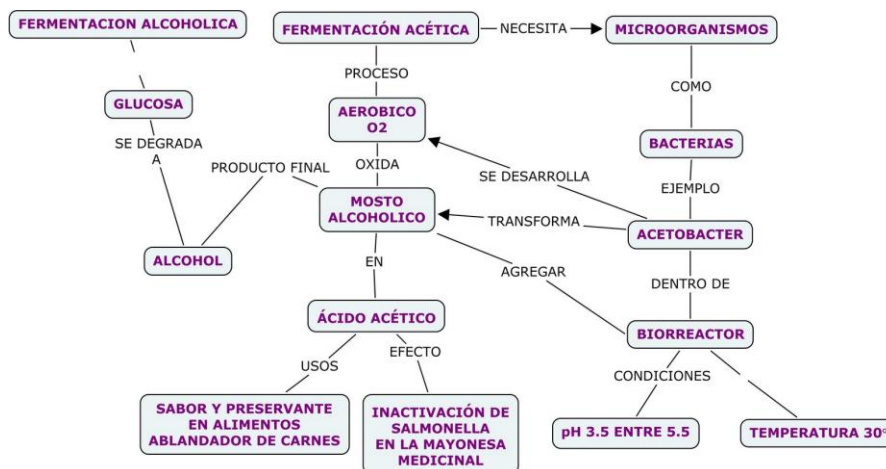 FERMENTACION ALCOHOLICA
FERMENTACIÓN ACÉTICA
NECESITA
MICROORGANISMOS
PROCESO
COMO
GLUCOSA
AEROBICO
O2
SE DEGRADA
A
BACTERIAS
PRODUCTO FINAL
OXIDA
SE DESARROLLA
EJEMPLO
MOSTO
ALCOHOLICO
TRANSFORMA
ACETOBACTER
ALCOHOL
EN
AGREGAR
DENTRO DE
ÁCIDO ACÉTICO
BIORREACTOR
USOS
EFECTO
CONDICIONES
SABOR Y PRESERVANTE
EN ALIMENTOS
ABLANDADOR DE CARNES
INACTIVACIÓN DE
SALMONELLA
EN LA MAYONESA
MEDICINAL
pH 3.5 ENTRE 5.5
TEMPERATURA 30°